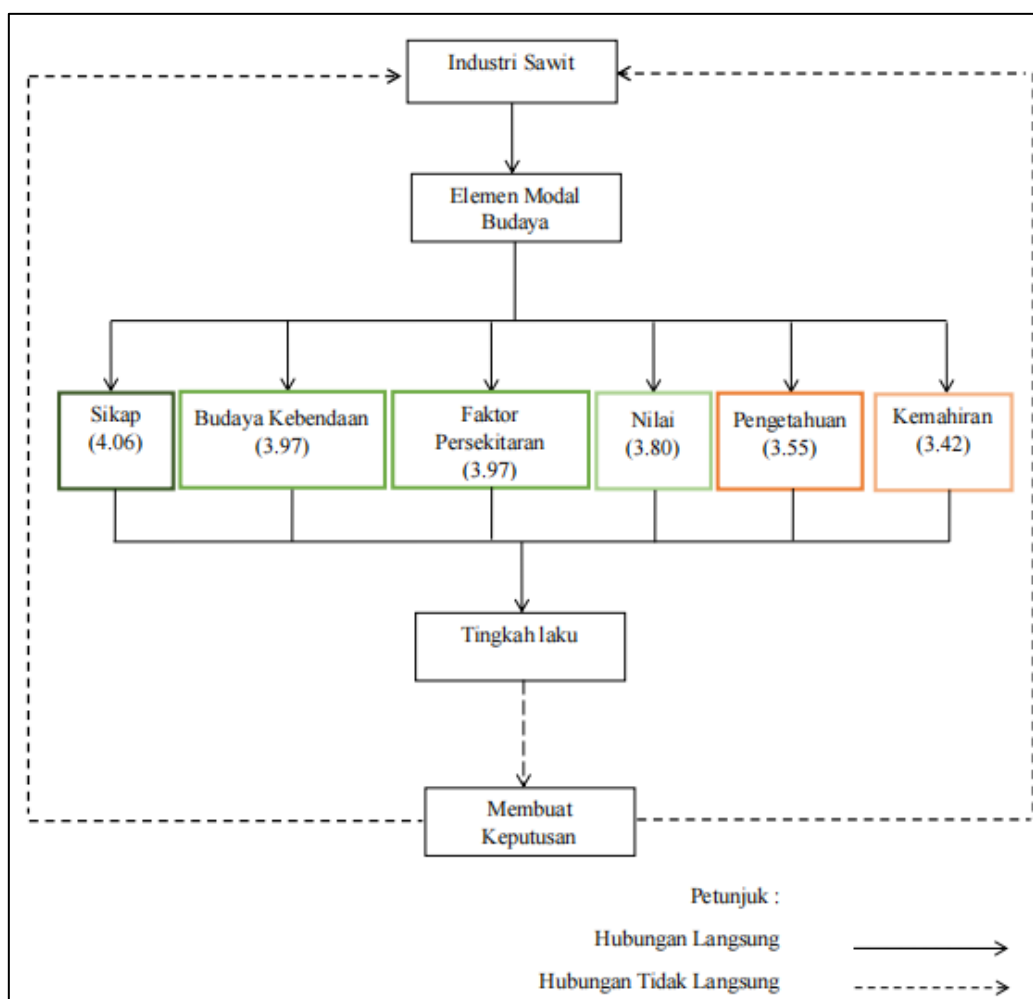 Industri Sawit
Elemen Modal
Budaya
Sikap
(4.06)
Budaya Kebendaan
(3.97)
Faktor
Persekitaran
(3.97)
Nilai
(3.80)
Pengetahuan
(3.55)
Kemahiran
(3.42)
Tingkah laku
Membuat
Keputusan
Petunjuk :
Hubungan Langsung
Hubungan Tidak Langsung